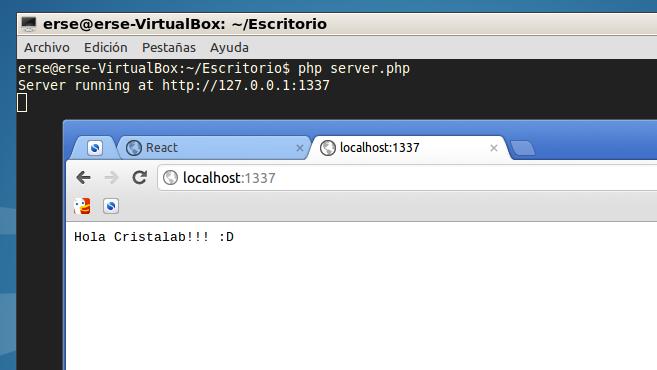 erse@erse-VirtualBox: ~/Escritorio
Archivo Edición Pestañas Ayuda
erse@erse-VirtualBox:~/Escritorio$ php server.php
Server running at http://127.0.0.1:1337
React
localhost:1337
localhost:1337
Hola Cristalab!!! :D